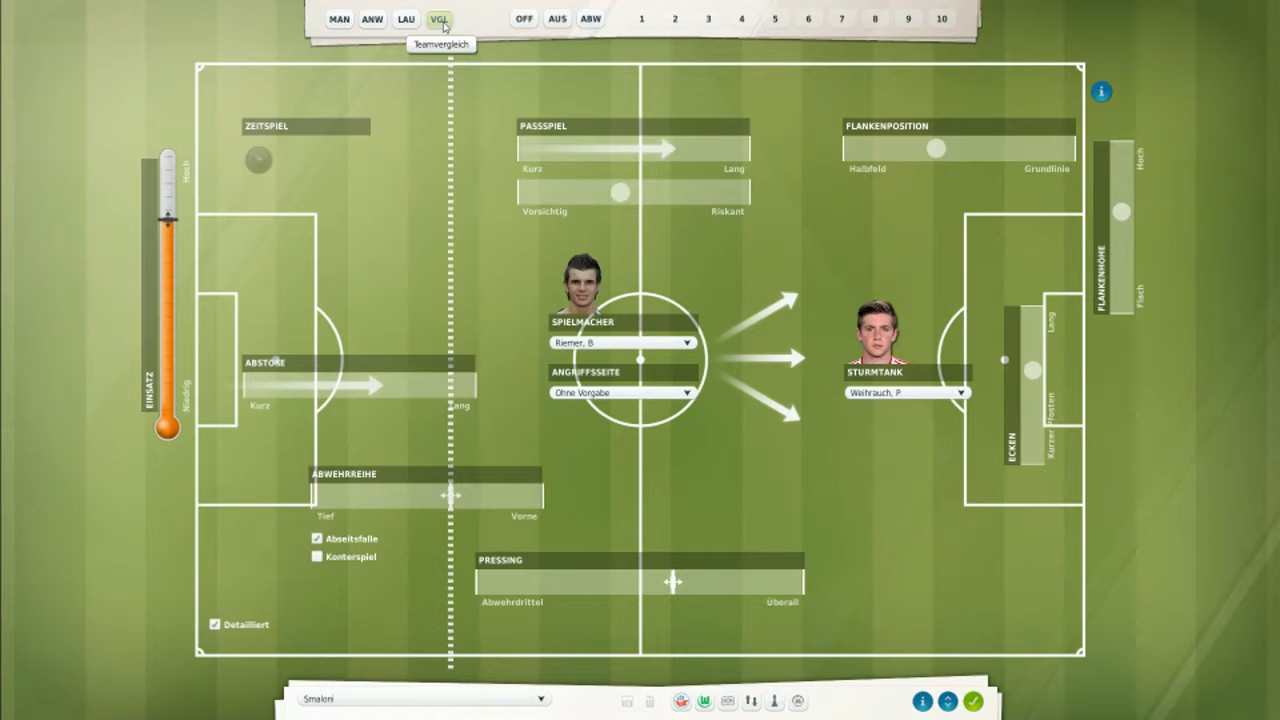 MAN ANW LAU VGL OFF AUS ABW 1 2 3 4 5 6 7 8 9 10
Teamvergleich
ZEITSPIEL
PASSSPIEL
Kurz Lang
Vorsichtig Riskant
FLANKENPOSITION
Halbfeld Grundlinie
EINSATZ
Hoch
Niedrig
FLANKENHÖHE
Hoch
Flach
SPIELMACHER
Riemer, B
ANGRIFFSSEITE
Ohne Vorgabe
STURMTANK
Weihrauch, P
ABSTÖßE
Kurz Lang
ECKEN
Lang
Kurzer Pfosten
ABWEHRREIHE
Tief Vorne
Abseitsfalle
Konterspiel
PRESSING
Abwehrdrittel Überall
Detailliert
Smaloni